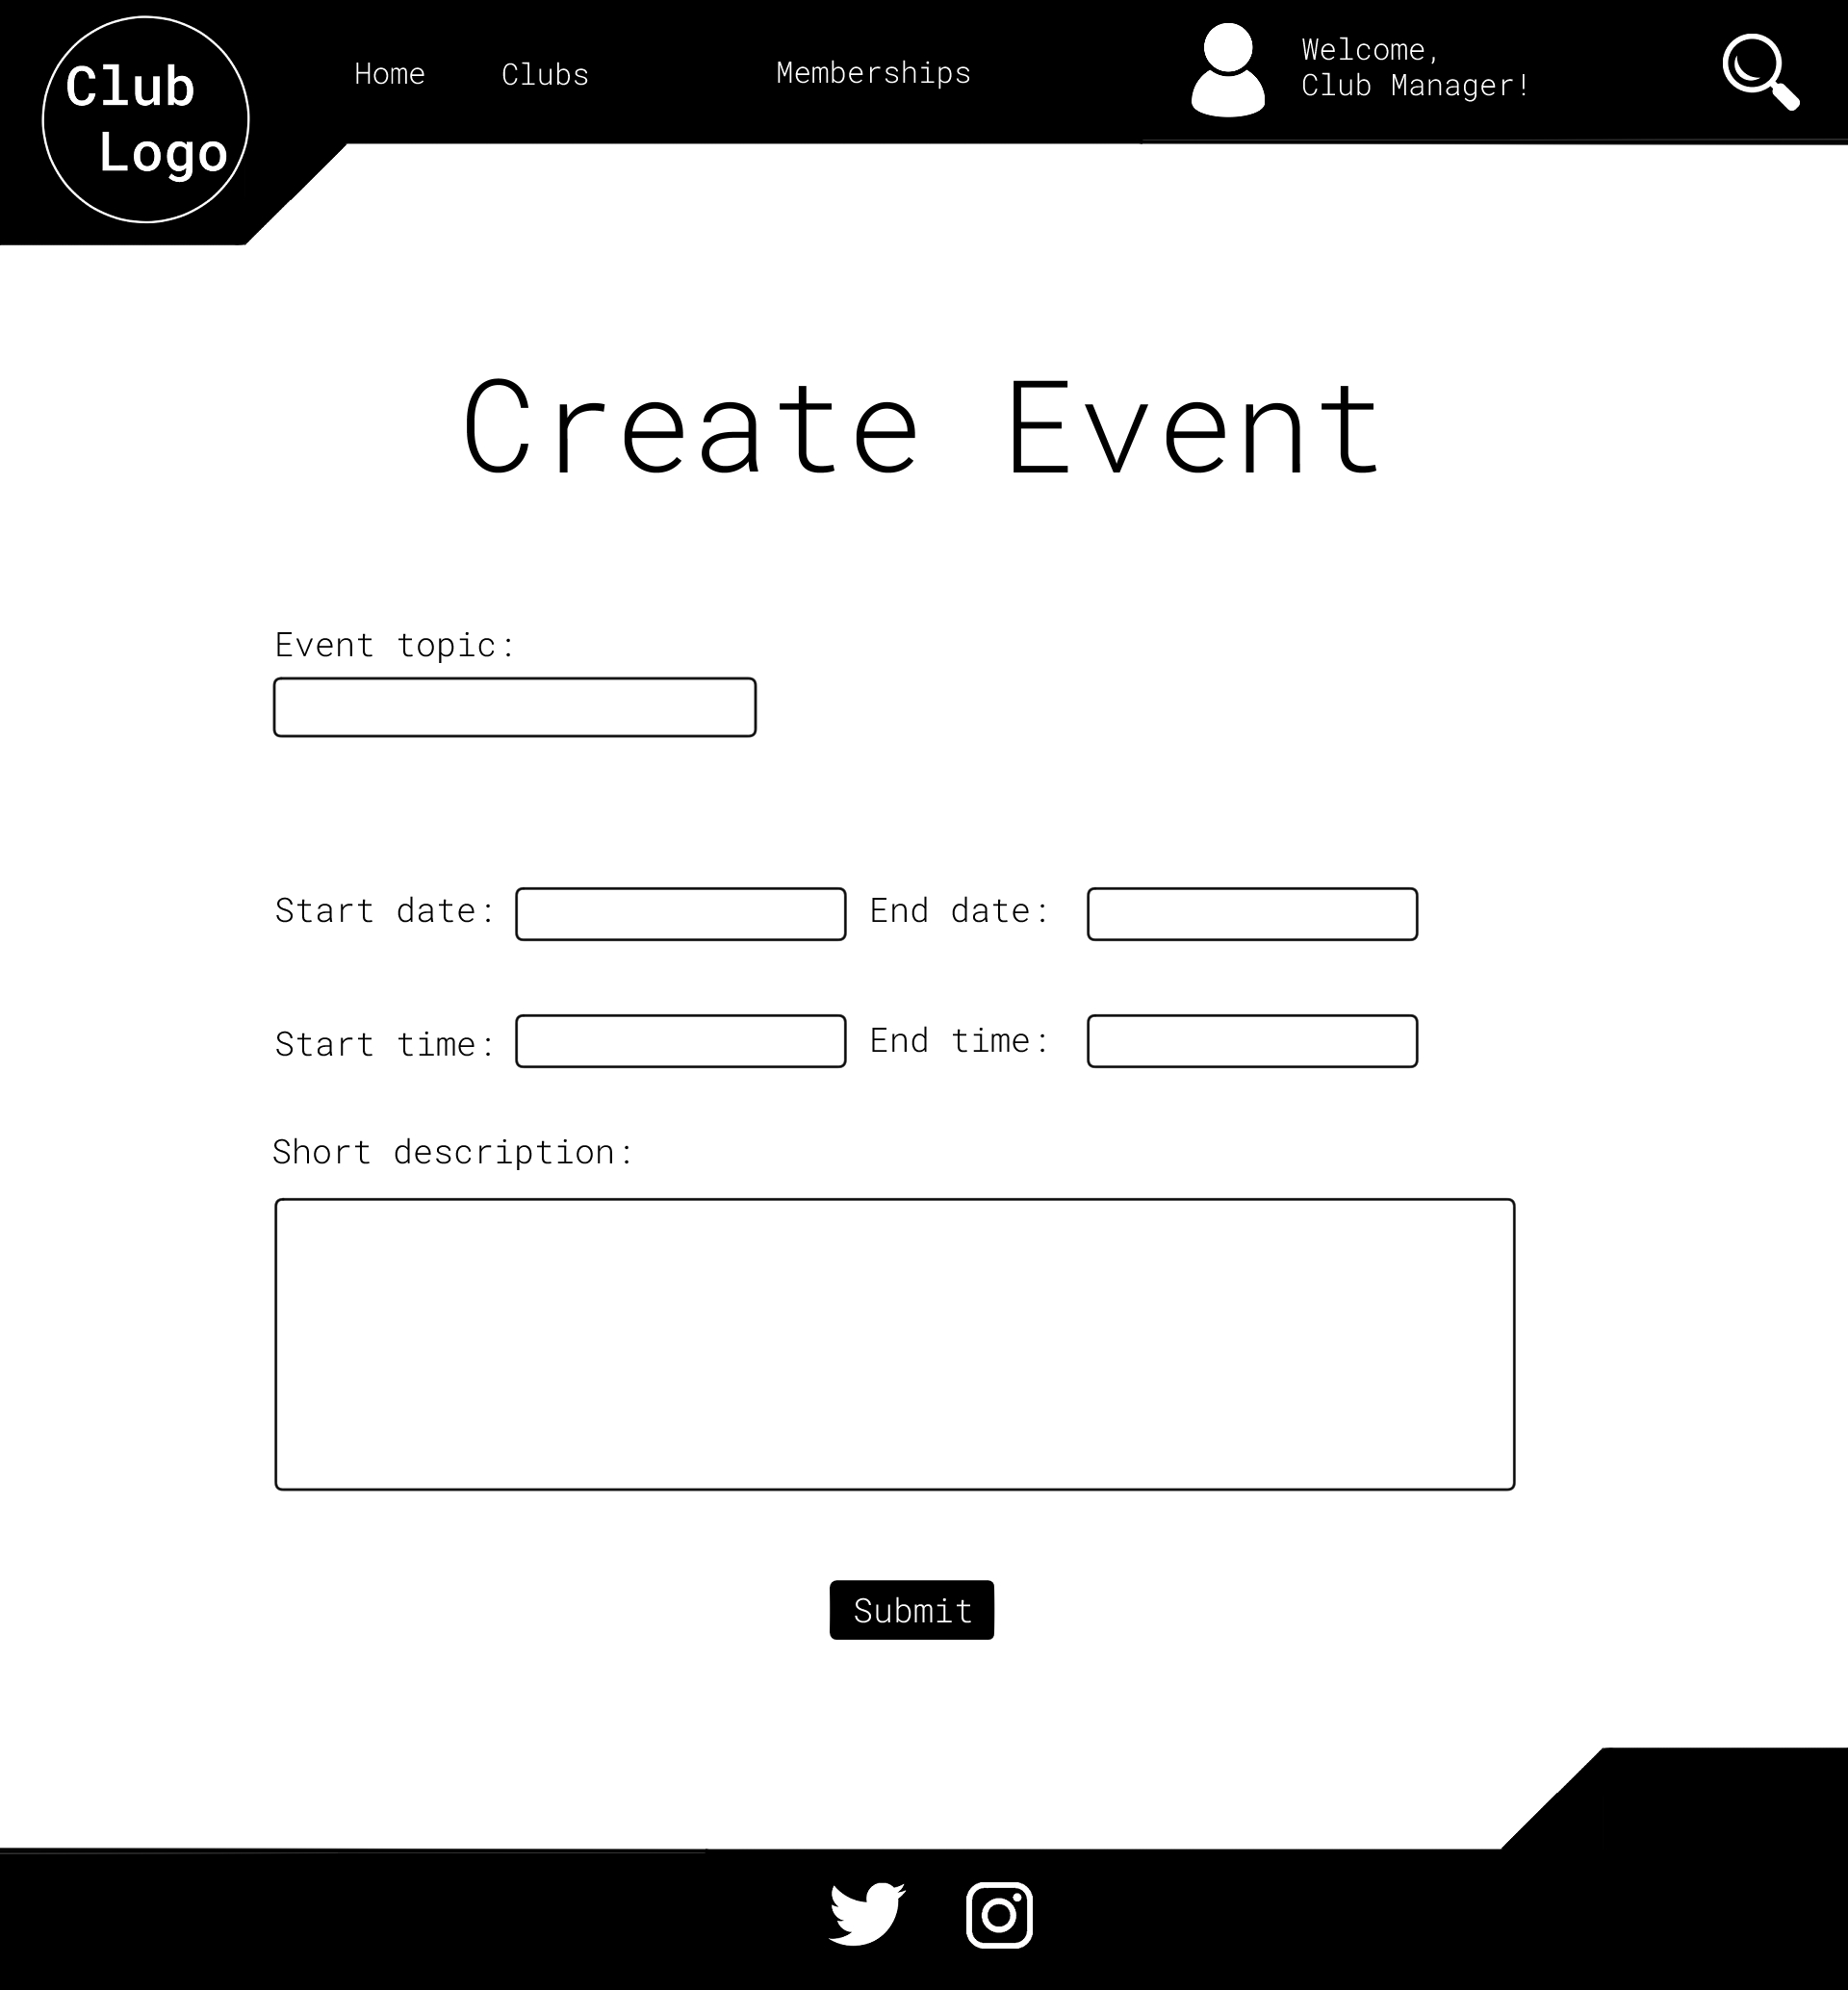 Club
Logo
Home Clubs Memberships
Welcome,
Club Manager!
Create Event
Event topic:
Start date: End date:
Start time: End time:
Short description:
Submit